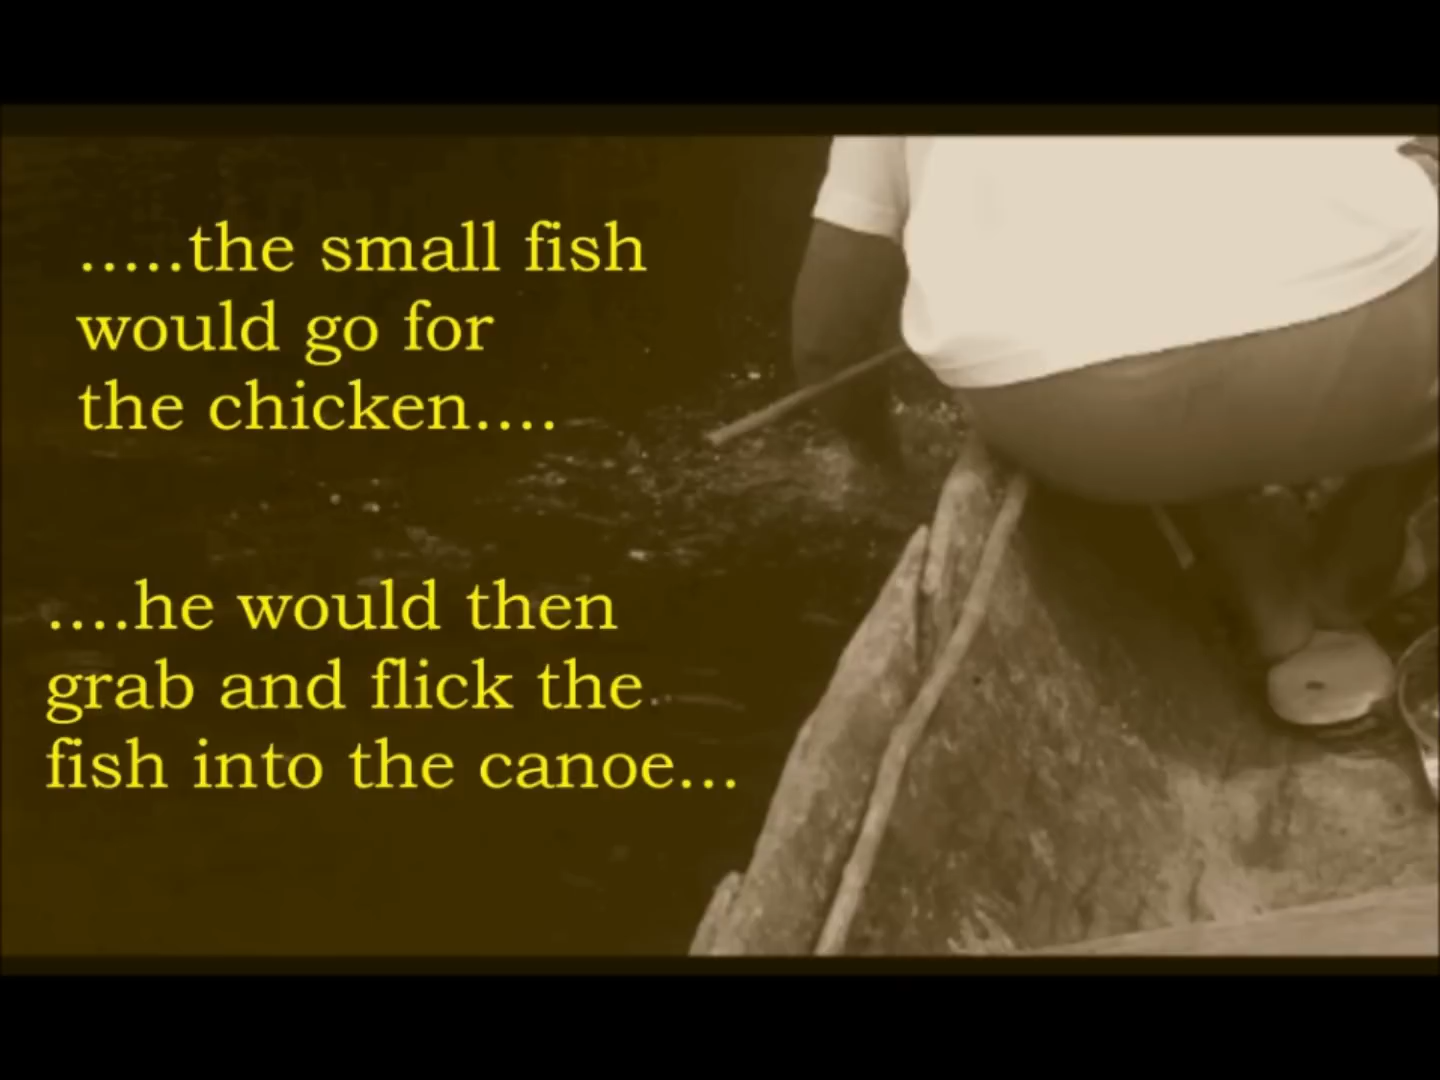 .....the small fish
would go for
the chicken....
....he would then
grab and flick the
fish into the canoe...